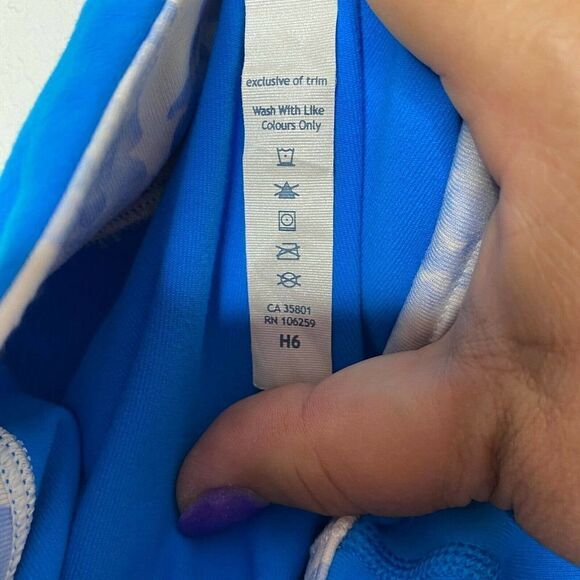 exclusive of trim
Wash With Like
Colours Only
CA 35801
RN 106259
H6